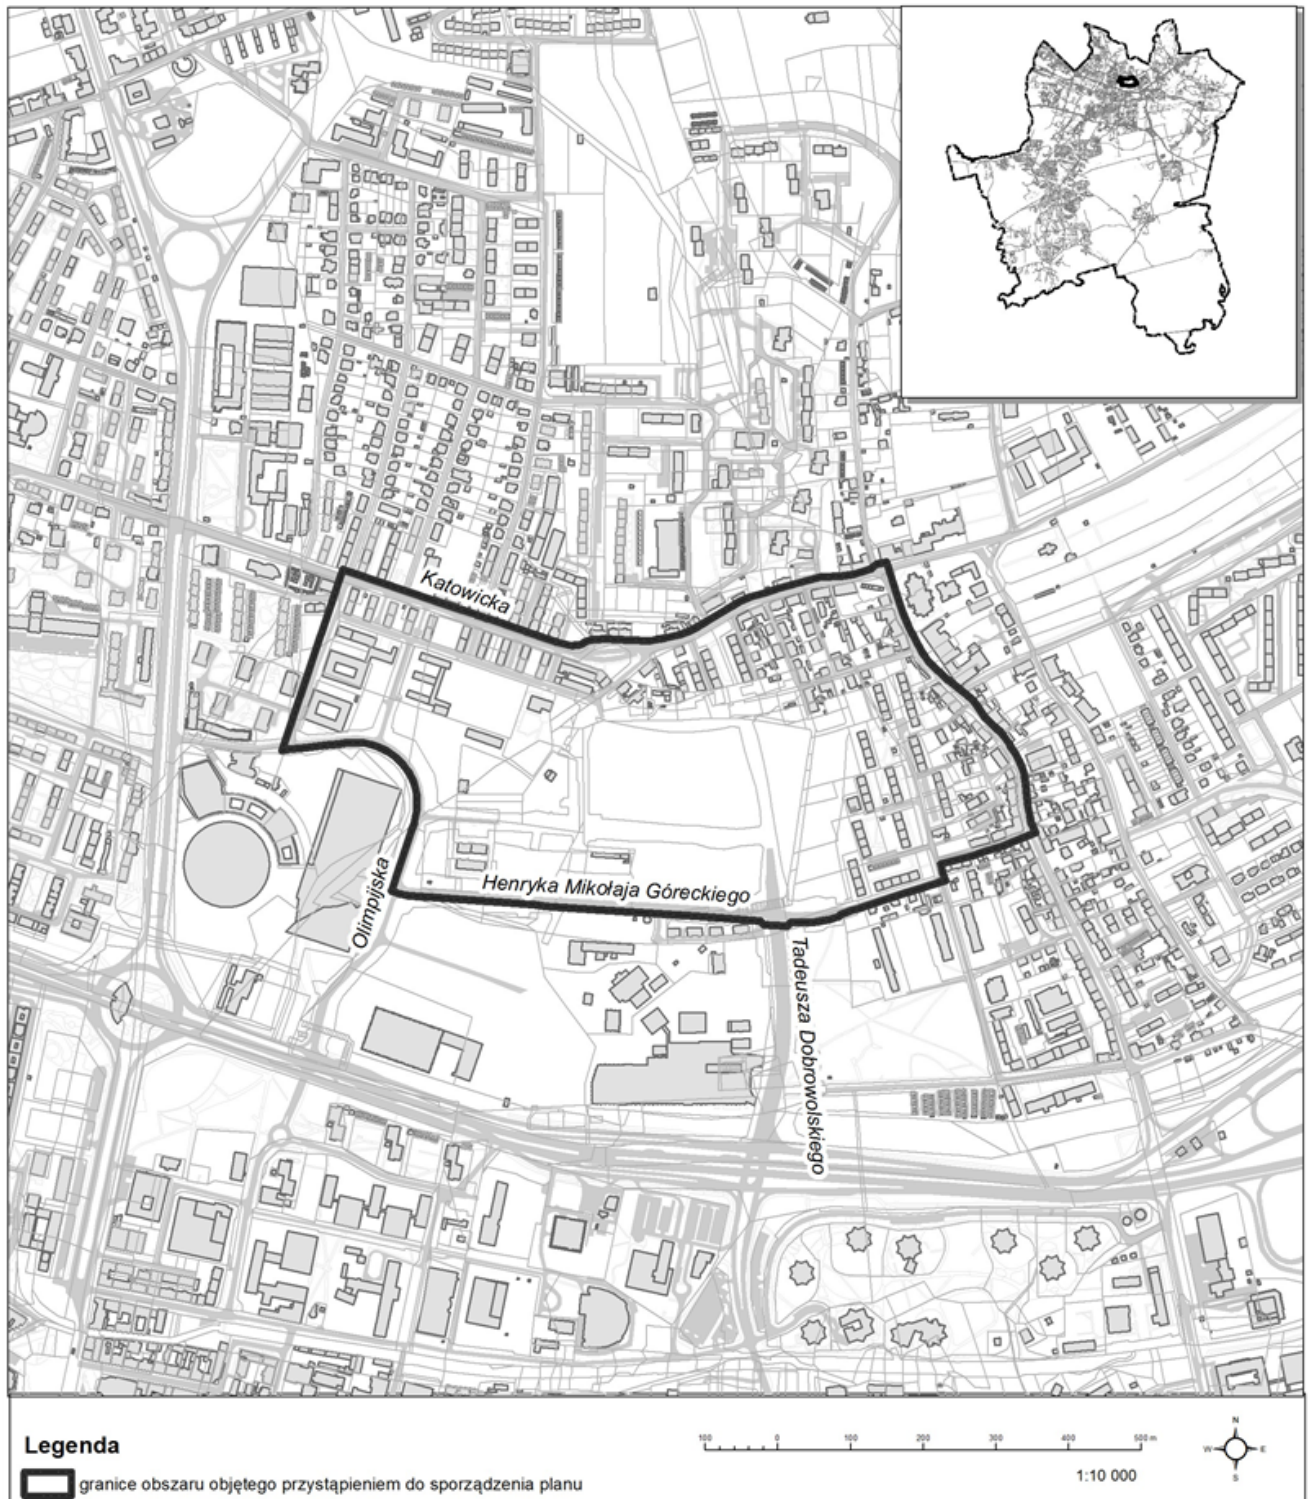 Katowicka
Henryka Mikołaja Góreckiego
Olimpijska
Tadeusza Dobrowolskiego
Legenda
granice obszaru objętego przystąpieniem do sporządzenia planu
100 0 100 200 300 400 500 m
1:10 000
N
W E
S